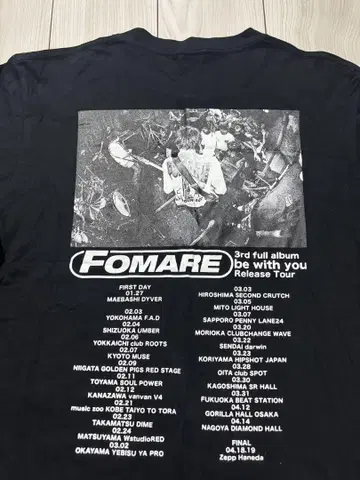 FOMARE
3rd full album
be with you
Release Tour
FIRST DAY
01.27
MAEBASHI DYVER
02.03
YOKOHAMA F.A.D
02.04
SHIZUOKA UMBER
02.06
YOKKAICHI club ROOTS
02.07
KYOTO MUSE
02.09
NIIGATA GOLDEN PIGS RED STAGE
02.11
TOYAMA SOUL POWER
02.12
KANAZAWA vanvan V4
02.21
music zoo KOBE TAIYO TO TORA
02.23
TAKAMATSU DIME
02.24
MATSUYAMA WstudioRED
03.02
OKAYAMA YEBISU YA PRO
03.03
HIROSHIMA SECOND CRUTCH
03.05
MITO LIGHT HOUSE
03.07
SAPPORO PENNY LANE24
03.20
MORIOKA CLUBCHANGE WAVE
03.22
SENDAI darwin
03.23
KORIYAMA HIPSHOT JAPAN
03.28
OITA club SPOT
03.30
KAGOSHIMA SR HALL
03.31
FUKUOKA BEAT STATION
04.12
GORILLA HALL OSAKA
04.14
NAGOYA DIAMOND HALL
FINAL
04.18.19
Zepp Haneda